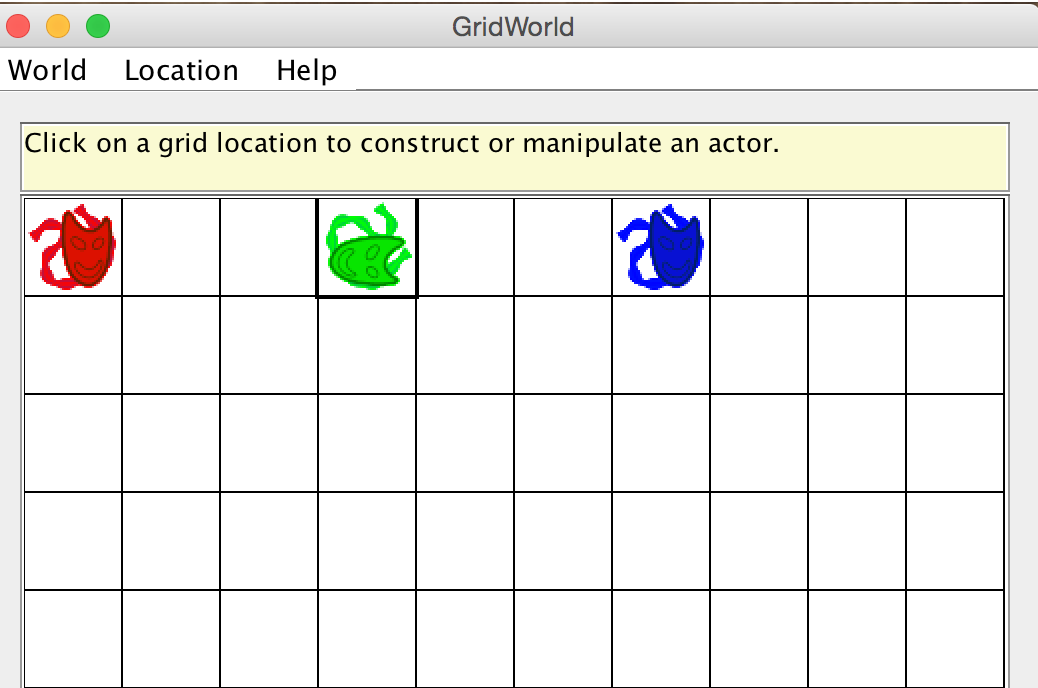 GridWorld
World Location Help
Click on a grid location to construct or manipulate an actor.